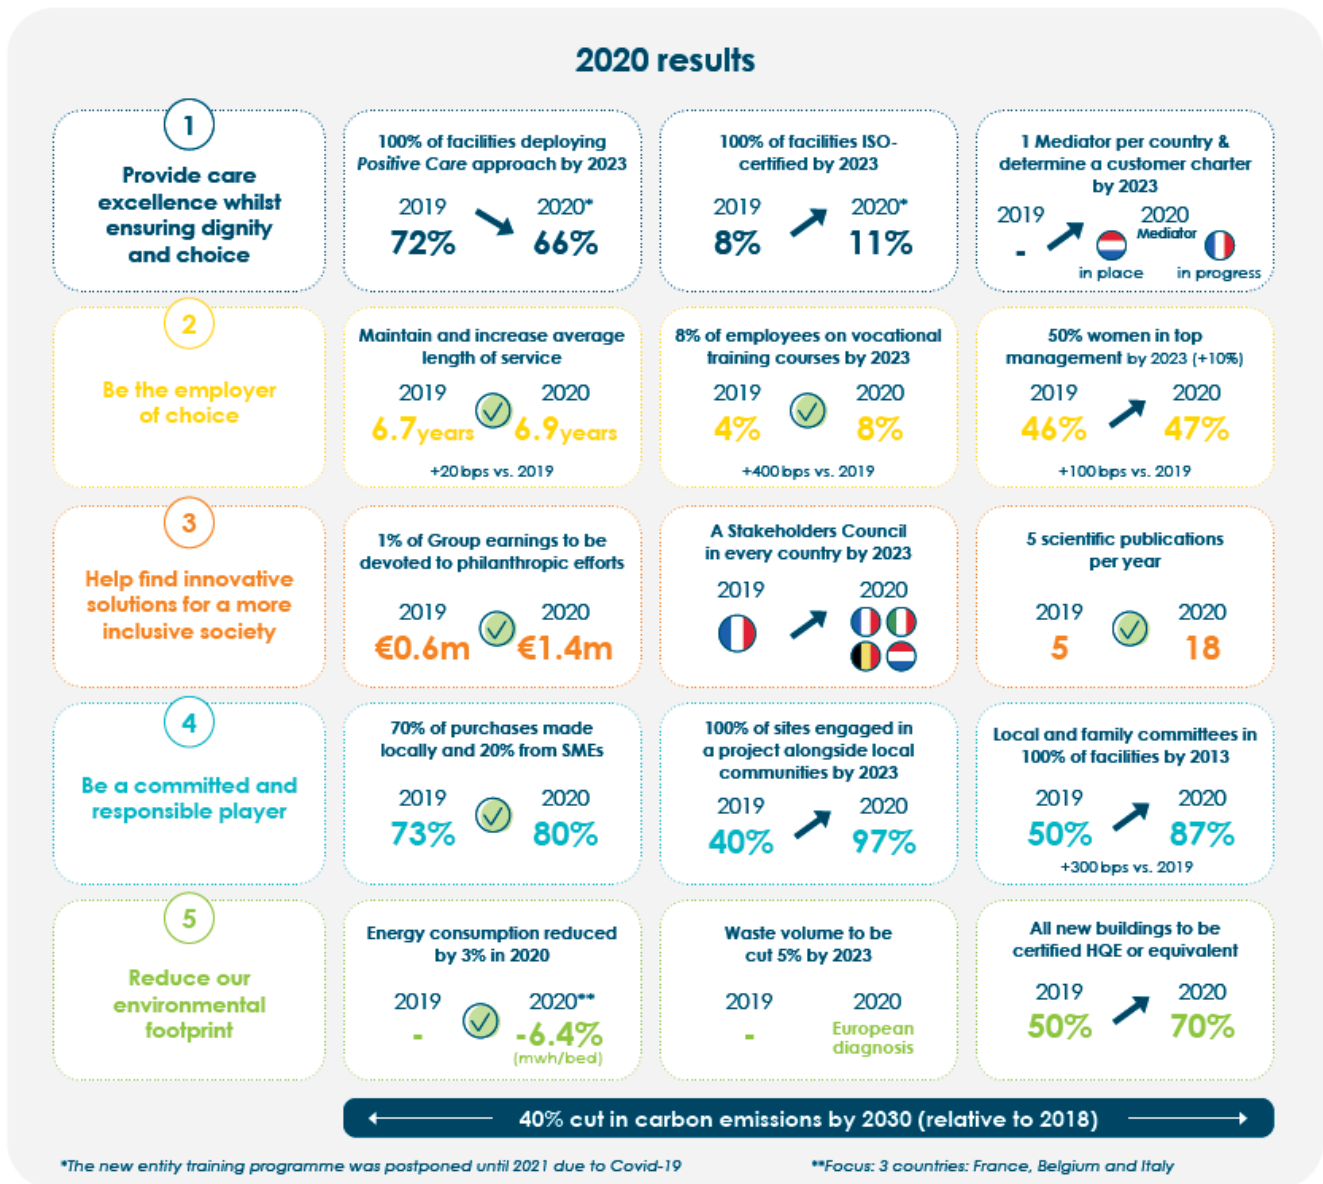 2020 results
1
Provide care
excellence whilst
ensuring dignity
and choice
100% of facilities deploying
Positive Care approach by 2023
2019
2020*
72%
66%
100% of facilities ISO-
certified by 2023
2019
2020*
8%
11%
1 Mediator per country &
determine a customer charter
by 2023
2019
2020
Mediator
-
in place
in progress
2
Be the employer
of choice
Maintain and increase average
length of service
2019
2020
6.7years
6.9years
+20bps vs. 2019
8% of employees on vocational
training courses by 2023
2019
2020
4%
8%
+400bps vs. 2019
50% women in top
management by 2023 (+10%)
2019
2020
46%
47%
+100bps vs. 2019
3
Help find innovative
solutions for a more
inclusive society
1% of Group earnings to be
devoted to philanthropic efforts
2019
2020
€0.6m
€1.4m
A Stakeholders Council
in every country by 2023
2019
2020
5 scientific publications
per year
2019
2020
5
18
4
Be a committed and
responsible player
70% of purchases made
locally and 20% from SMEs
2019
2020
73%
80%
100% of sites engaged in
a project alongside local
communities by 2023
2019
2020
40%
97%
Local and family committees in
100% of facilities by 2013
2019
2020
50%
87%
+300bps vs. 2019
5
Reduce our
environmental
footprint
Energy consumption reduced
by 3% in 2020
2019
2020**
-
-6.4%
(mwh/bed)
Waste volume to be
cut 5% by 2023
2019
2020
-
European
diagnosis
All new buildings to be
certified HQE or equivalent
2019
2020
50%
70%
40% cut in carbon emissions by 2030 (relative to 2018)
*The new entity training programme was postponed until 2021 due to Covid-19
**Focus: 3 countries: France, Belgium and Italy